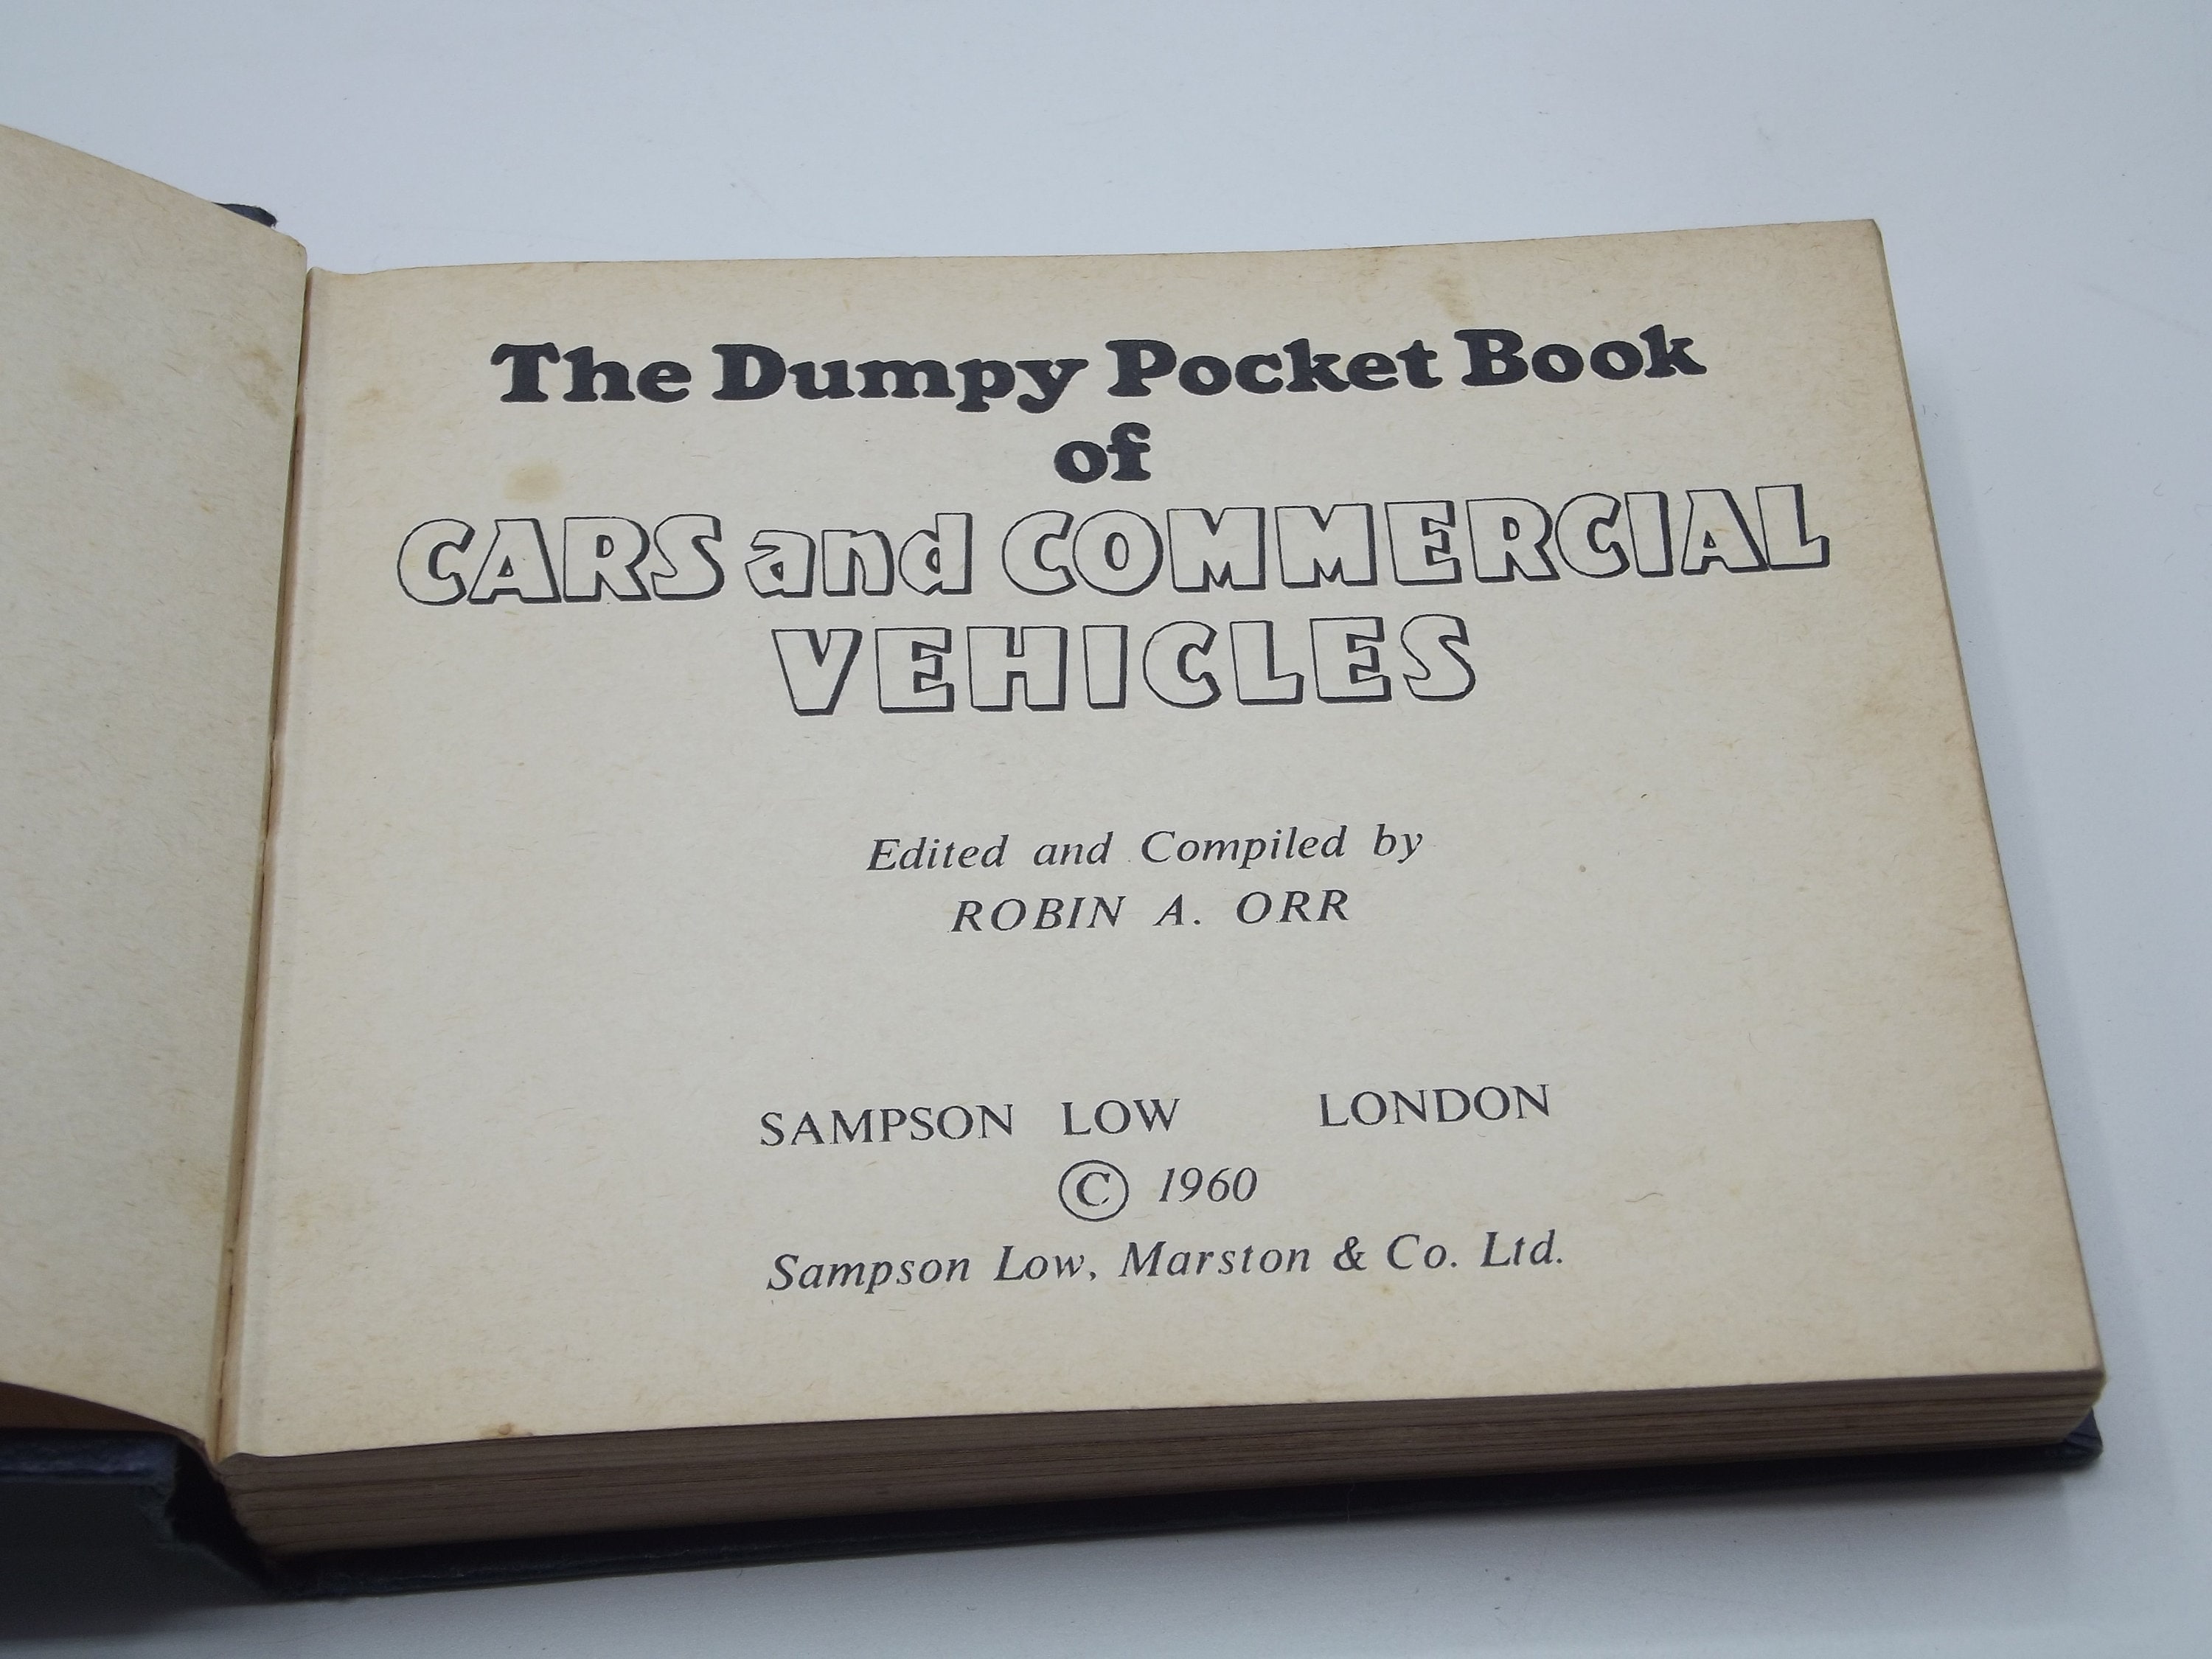 The Dumpy Pocket Book
of
CARS and COMMERCIAL
VEHICLES
Edited and Compiled by
ROBIN A. ORR
SAMPSON LOW LONDON
© 1960
Sampson Low, Marston & Co. Ltd.